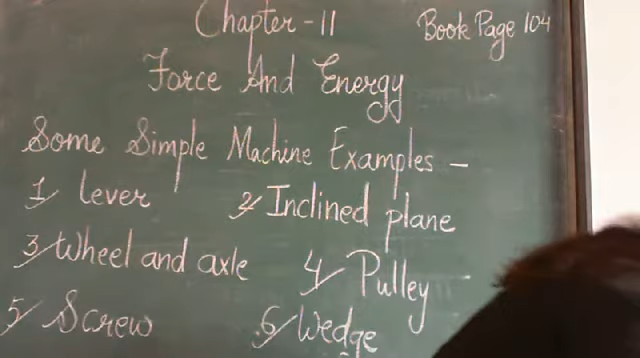 Chapter - 11 Book Page 104
Force And Energy
Some Simple Machine Examples -
1/ lever 2/ Inclined plane
3/ Wheel and axle 4/ Pulley
5/ Screw 6/ Wedge